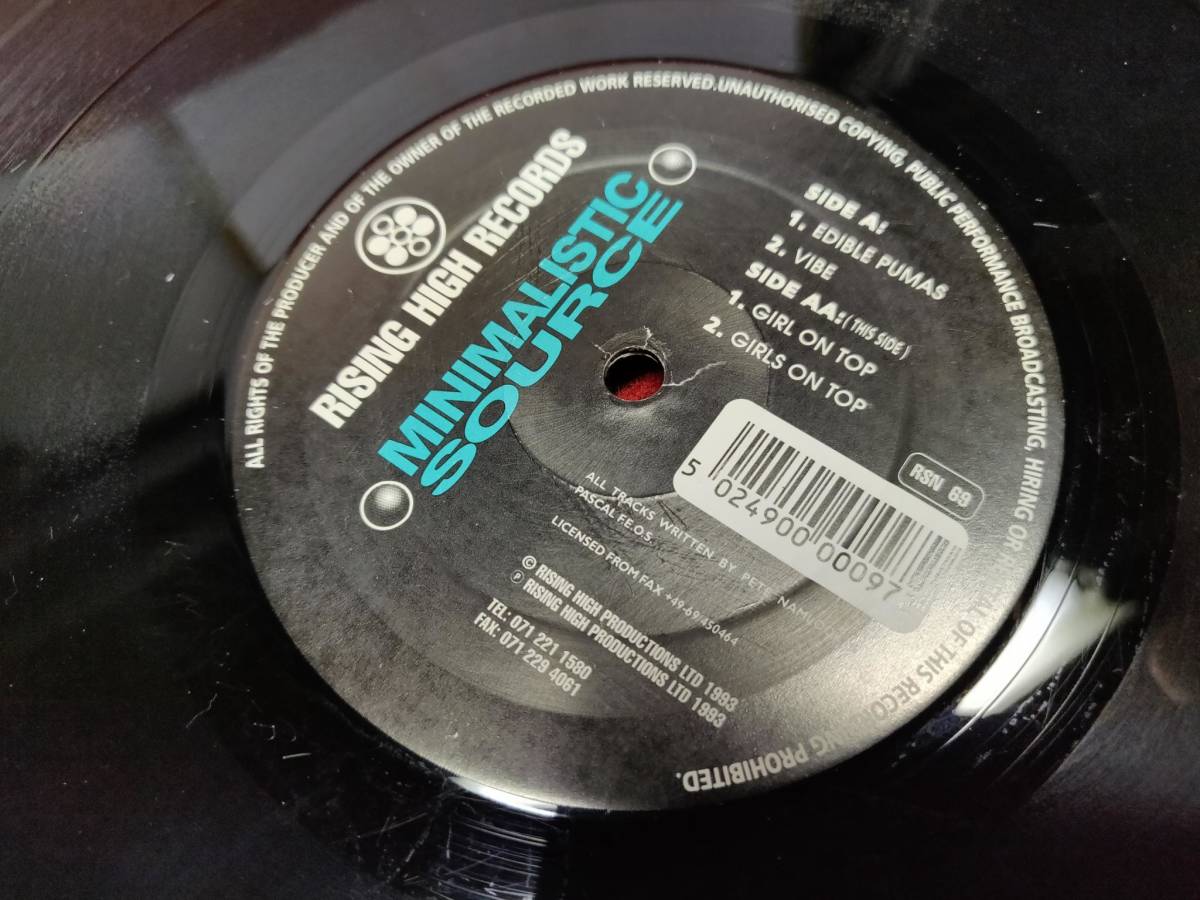 ALL RIGHTS OF THE PRODUCER AND OF THE OWNER OF THE RECORDED WORK RESERVED.UNAUTHORISED COPYING, PUBLIC PERFORMANCE BROADCASTING, HIRING OR OF THIS PROHIBITED.
RISING HIGH RECORDS
MINIMALISTIC
SOURCE
SIDE A:
1. EDIBLE PUMAS
2. VIBE
SIDE AA:(THIS SIDE)
1. GIRL ON TOP
2. GIRLS ON TOP
RSN 69
5 024900 00097
ALL TRACKS WRITTEN BY
PASCAL F.E.O.S.
LICENSED FROM FAX +49-69-450464
© RISING HIGH PRODUCTIONS LTD 1993
℗ RISING HIGH PRODUCTIONS LTD 1993
TEL: 071 221 1580
FAX: 071 229 4061